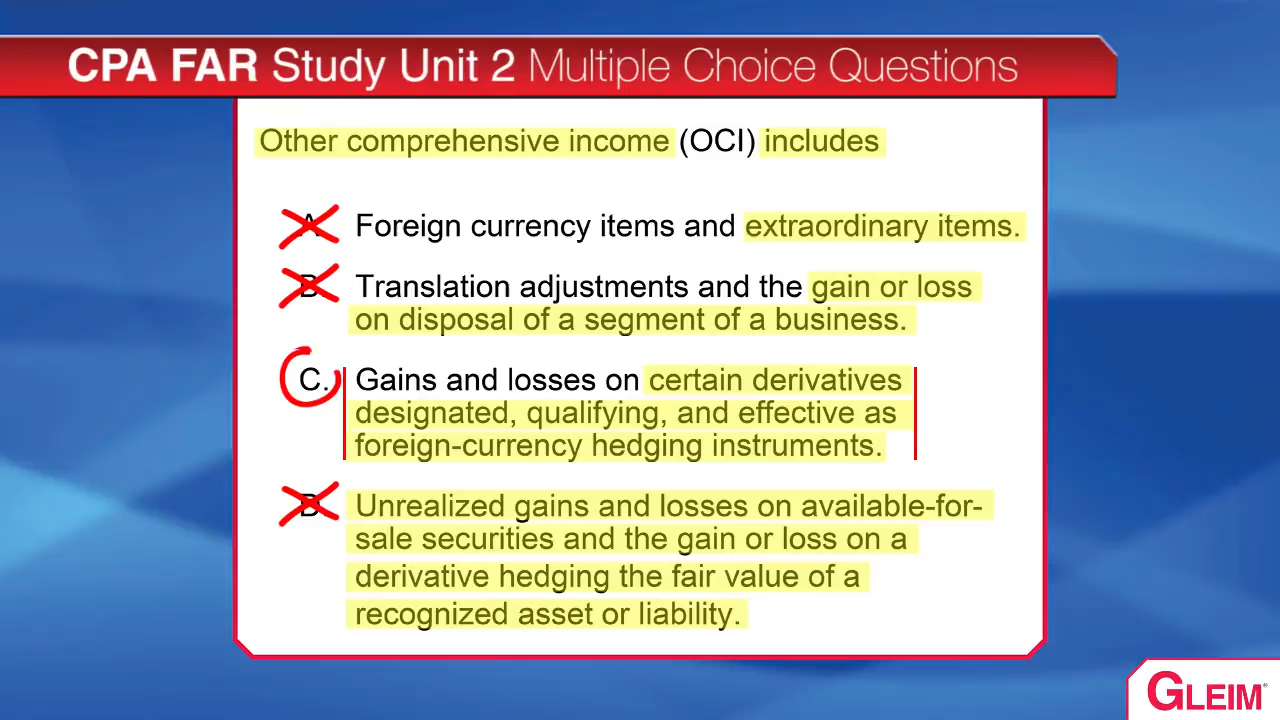 CPA FAR Study Unit 2 Multiple Choice Questions
Other comprehensive income (OCI) includes
A. Foreign currency items and extraordinary items.
B. Translation adjustments and the gain or loss
on disposal of a segment of a business.
C. Gains and losses on certain derivatives
designated, qualifying, and effective as
foreign-currency hedging instruments.
D. Unrealized gains and losses on available-for-
sale securities and the gain or loss on a
derivative hedging the fair value of a
recognized asset or liability.
GLEIM®